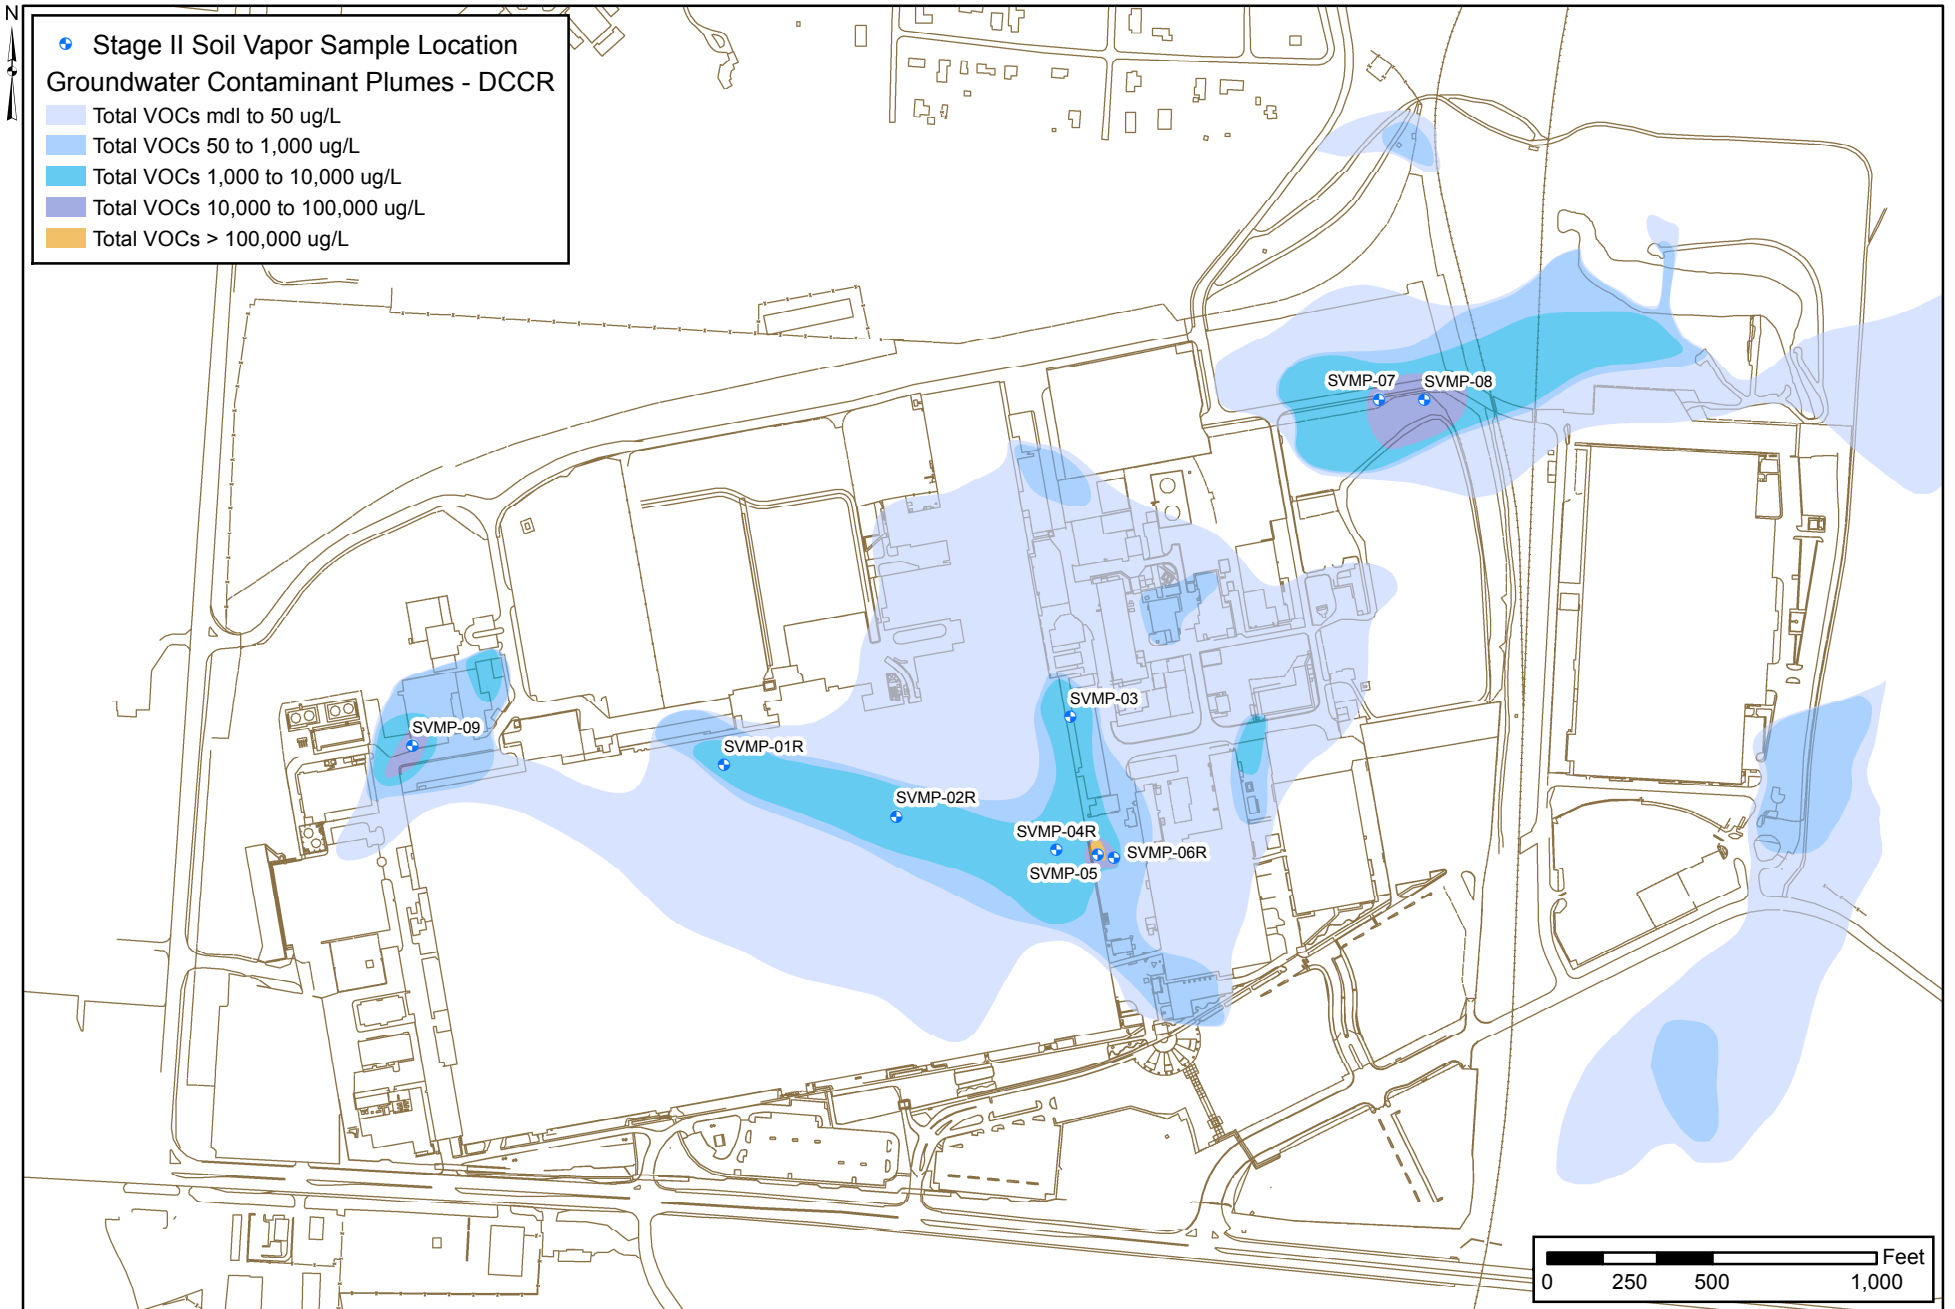 N
Stage II Soil Vapor Sample Location
Groundwater Contaminant Plumes - DCCR
Total VOCs mdl to 50 ug/L
Total VOCs 50 to 1,000 ug/L
Total VOCs 1,000 to 10,000 ug/L
Total VOCs 10,000 to 100,000 ug/L
Total VOCs > 100,000 ug/L
SVMP-07
SVMP-08
SVMP-03
SVMP-09
SVMP-01R
SVMP-02R
SVMP-04R
SVMP-06R
SVMP-05
Feet
0 250 500 1,000